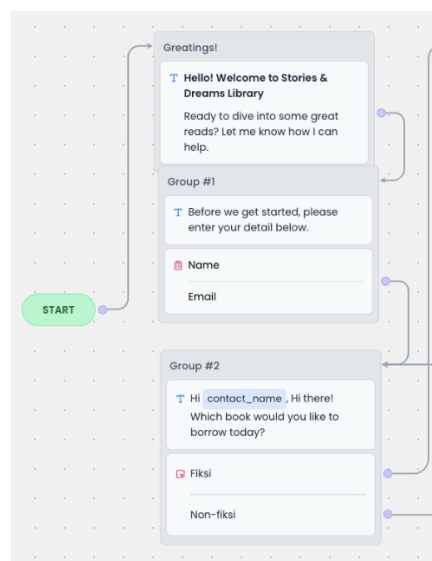 Greatings!
Hello! Welcome to Stories &
Dreams Library
Ready to dive into some great
reads? Let me know how I can
help.
Group #1
Before we get started, please
enter your detail below.
Name
Email
START
Group #2
Hi contact_name , Hi there!
Which book would you like to
borrow today?
Fiksi
Non-fiksi